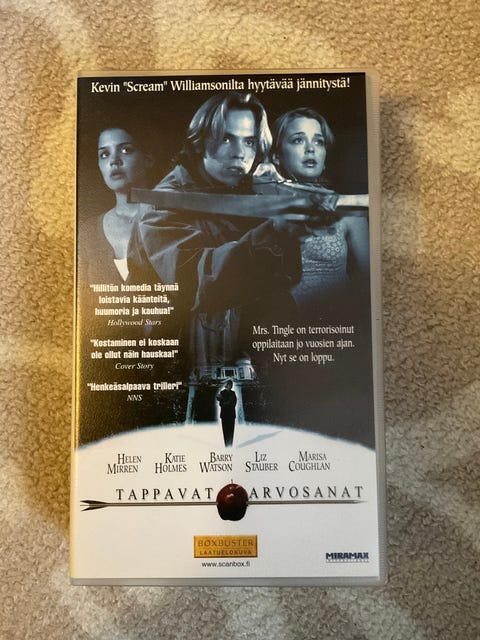 Kevin "Scream" Williamsonilta hyytävää jännitystä!
"Hillitön komedia täynnä
loistavia käänteitä,
huumoria ja kauhua!"
Hollywood Stars
"Kostaminen ei koskaan
ole ollut näin hauskaa!"
Cover Story
"Henkeäsalpaava trilleri"
NNS
Mrs. Tingle on terrorisoinut
oppilaitaan jo vuosien ajan.
Nyt se on loppu.
HELEN MIRREN KATIE HOLMES BARRY WATSON LIZ STAUBER MARISA COUGHLAN
TAPPAVAT ARVOSANAT
BOXBUSTER
LAATUELOKUVA
www.scanbox.fi
MIRAMAX
INTERNATIONAL